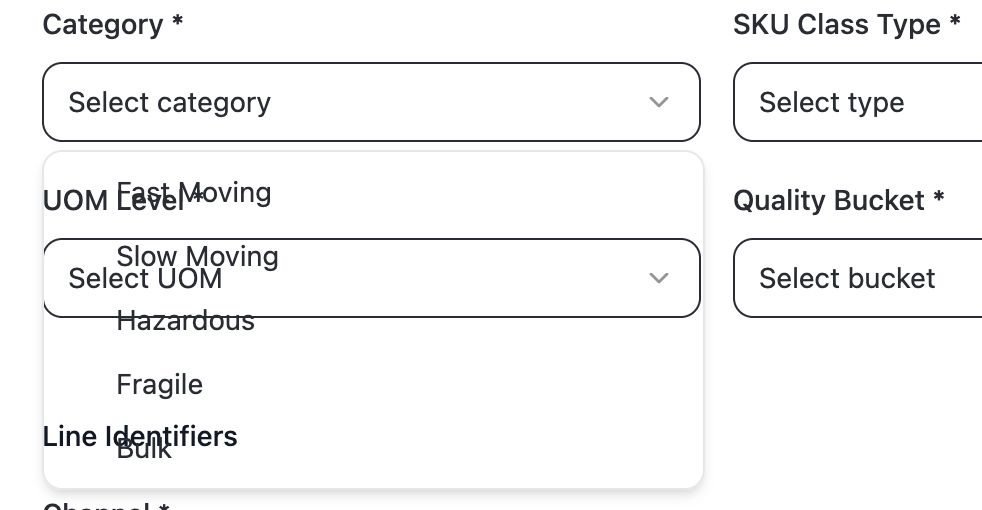 Category *
SKU Class Type *
Select category
Select type
Fast Moving
UOM Level *
Quality Bucket *
Slow Moving
Select UOM
Select bucket
Hazardous
Fragile
Line Identifiers
Bulk
Channel *